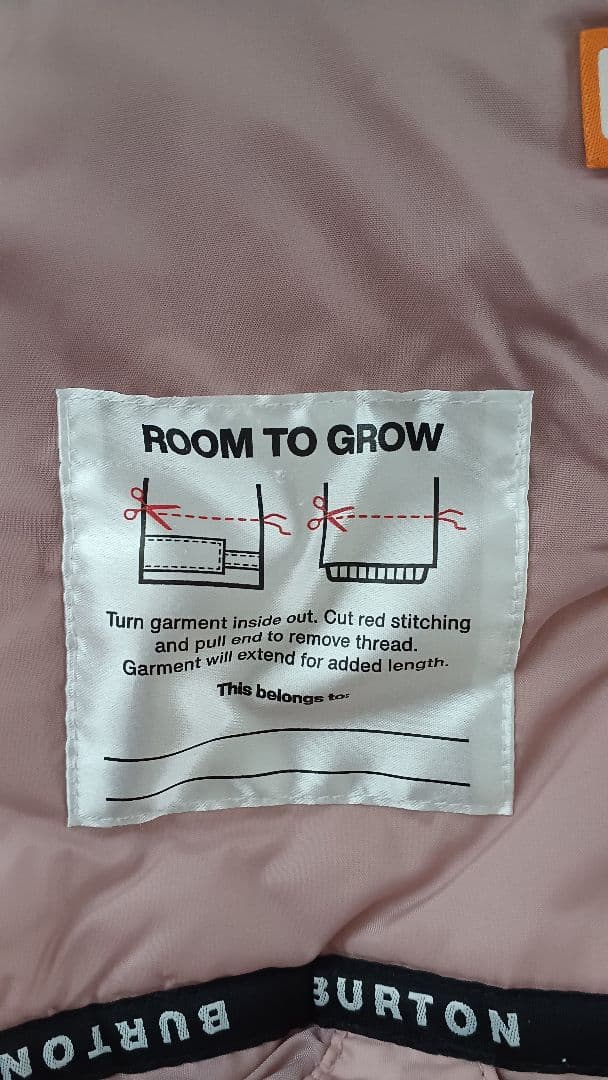 ROOM TO GROW
Turn garment inside out. Cut red stitching
and pull end to remove thread.
Garment will extend for added length.
This belongs to:
BURTON
BURTON